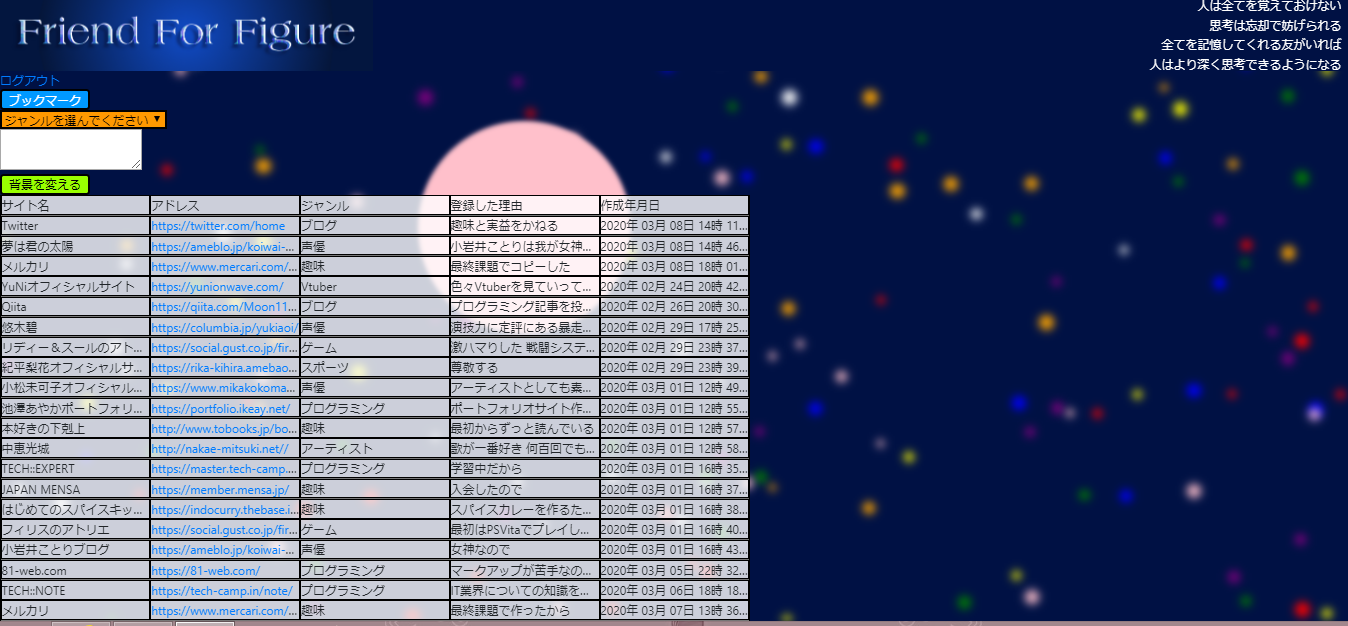 Friend For Figure
人は全てを覚えておけない
思考は忘却で妨げられる
全てを記憶してくれる友がいれば
人はより深く思考できるようになる
ログアウト
ブックマーク
ジャンルを選んでください
背景を変える
サイト名 アドレス ジャンル 登録した理由 作成年月日
Twitter https://twitter.com/home ブログ 趣味と実益をかねる 2020年 03月 08日 14時 11...
夢は君の太陽 https://ameblo.jp/koiwai-... 声優 小岩井ことりは我が女神... 2020年 03月 08日 14時 46...
メルカリ https://www.mercari.com/... 趣味 最終課題でコピーした 2020年 03月 08日 18時 01...
YuNiオフィシャルサイト https://yunionwave.com/ Vtuber 色々Vtuberを見ていって... 2020年 02月 24日 20時 42...
Qiita https://qiita.com/Moon11... ブログ プログラミング記事を投... 2020年 02月 26日 20時 30...
悠木碧 https://columbia.jp/yukiaoi/ 声優 演技力に定評にある暴走... 2020年 02月 29日 17時 25...
リディー＆スールのアト... https://social.gust.co.jp/fir... ゲーム 激ハマりした 戦闘システ... 2020年 02月 29日 23時 37...
紀平梨花オフィシャルサ... https://rika-kihira.amebao... スポーツ 尊敬する 2020年 02月 29日 23時 39...
小松未可子オフィシャル... https://www.mikakokoma... 声優 アーティストとしても素... 2020年 03月 01日 12時 49...
池澤あやかポートフォリ... https://portfolio.ikeay.net/ プログラミング ポートフォリオサイト作... 2020年 03月 01日 12時 55...
本好きの下剋上 http://www.tobooks.jp/bo... 趣味 最初からずっと読んでいる 2020年 03月 01日 12時 57...
中恵光城 http://nakae-mitsuki.net// アーティスト 歌が一番好き 何百回でも... 2020年 03月 01日 12時 58...
TECH::EXPERT https://master.tech-camp.... プログラミング 学習中だから 2020年 03月 01日 16時 35...
JAPAN MENSA https://member.mensa.jp/ 趣味 入会したので 2020年 03月 01日 16時 37...
はじめてのスパイスキッ... https://indocurry.thebase.i... 趣味 スパイスカレーを作るた... 2020年 03月 01日 16時 38...
フィリスのアトリエ https://social.gust.co.jp/fir... ゲーム 最初はPSVitaでプレイし... 2020年 03月 01日 16時 40...
小岩井ことりブログ https://ameblo.jp/koiwai-... 声優 女神なので 2020年 03月 01日 16時 43...
81-web.com https://81-web.com/ プログラミング マークアップが苦手なの... 2020年 03月 05日 22時 32...
TECH::NOTE https://tech-camp.in/note/ プログラミング IT業界についての知識を... 2020年 03月 06日 18時 18...
メルカリ https://www.mercari.com/... 趣味 最終課題で作ったから 2020年 03月 07日 13時 36...